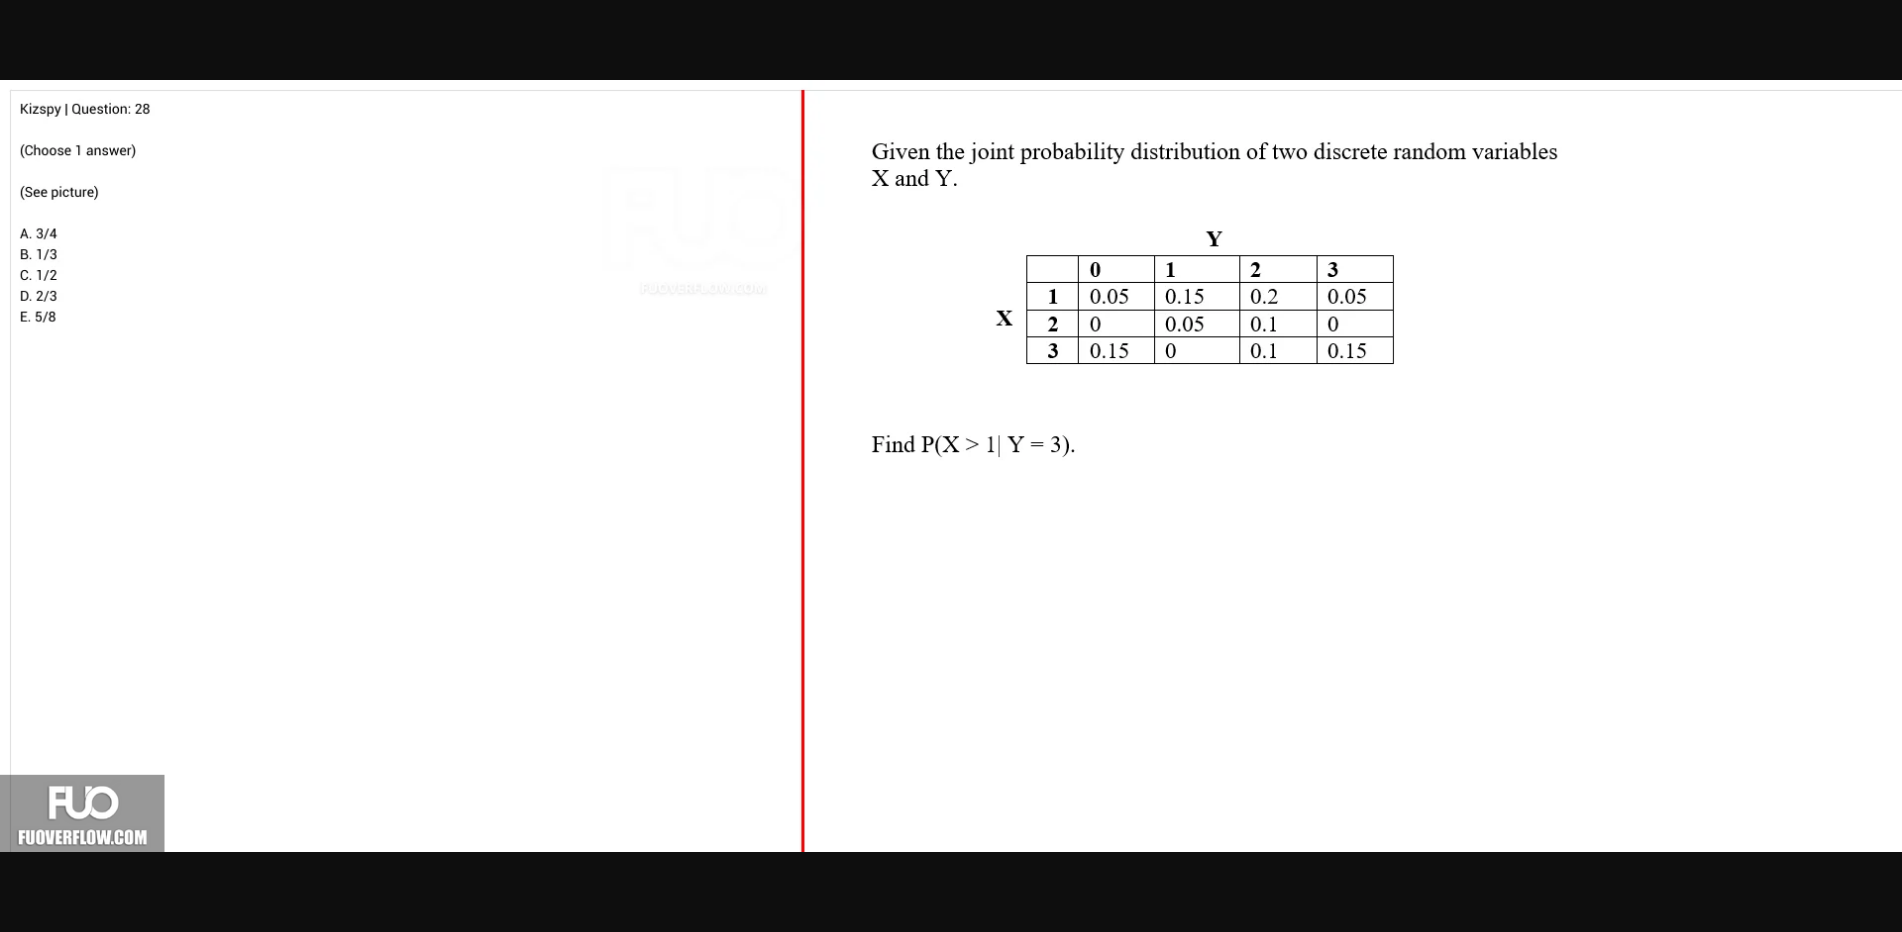 Kizspy | Question: 28
(Choose 1 answer)
(See picture)
A. 3/4
B. 1/3
C. 1/2
D. 2/3
E. 5/8
FUO
FUOVERFLOW.COM
Given the joint probability distribution of two discrete random variables
X and Y.
Y
0 1 2 3
1 0.05 0.15 0.2 0.05
X
2 0 0.05 0.1 0
3 0.15 0 0.1 0.15
Find P(X > 1| Y = 3).
FUO
FUOVERFLOW.COM